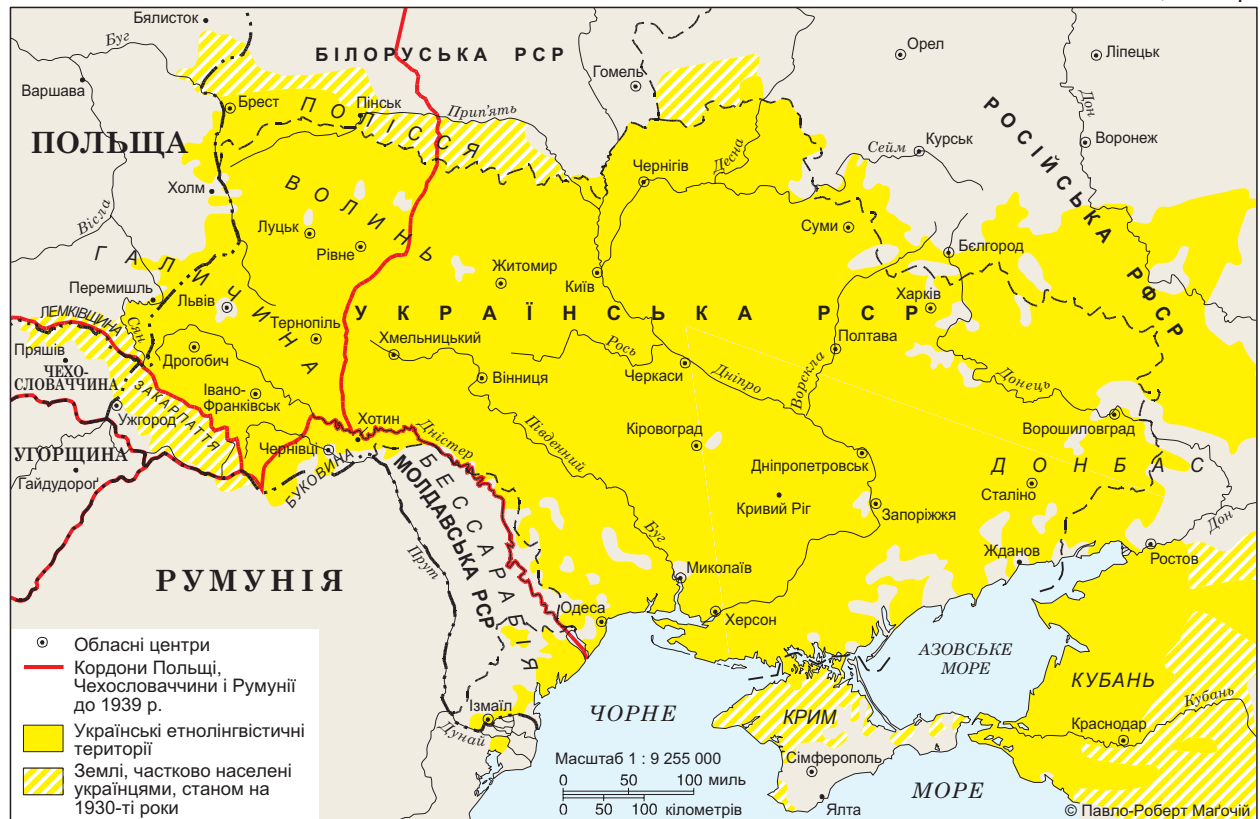 Бялисток
Буг
БІЛОРУСЬКА РСР
Гомель
Орел
Ліпецьк
Варшава
Брест
ПОЛІССЯ
Пінськ
Прип'ять
Дон
ПОЛЬЩА
Чернігів
Десна
Сейм
Курськ
Воронеж
РОСІЙСЬКА РФСР
Холм
ВОЛИНЬ
Вісла
Луцьк
Рівне
Суми
Бєлгород
ГАЛИЧИНА
Житомир
Київ
Перемишль
Львів
Харків
ЛЕМКІВЩИНА
Сян
Тернопіль
УКРАЇНСЬКА РСР
Пряшів
Дрогобич
Хмельницький
Рось
Полтава
ЧЕХО-
СЛОВАЧЧИНА
Вінниця
Черкаси
Дніпро
Ворскла
Донець
ЗАКАРПАТТЯ
Івано-
Франківськ
Ужгород
Хотин
Дністер
Південний
Буг
Кіровоград
Ворошиловград
УГОРЩИНА
Чернівці
БУКОВИНА
Дніпропетровськ
ДОНБАС
Гайдудороґ
БЕССАРАБІЯ
МОЛДАВСЬКА РСР
Кривий Ріг
Сталіно
Запоріжжя
Дон
Прут
Жданов
Ростов
РУМУНІЯ
Миколаїв
Одеса
Херсон
АЗОВСЬКЕ
МОРЕ
КУБАНЬ
Кубань
Ізмаїл
Дунай
ЧОРНЕ
КРИМ
Краснодар
Сімферополь
МОРЕ
Ялта
Обласні центри
Кордони Польщі,
Чехословаччини і Румунії
до 1939 р.
Українські етнолінгвістичні
території
Землі, частково населені
українцями, станом на
1930-ті роки
Масштаб 1 : 9 255 000
0 50 100 миль
0 50 100 кілометрів
© Павло-Роберт Маґочій